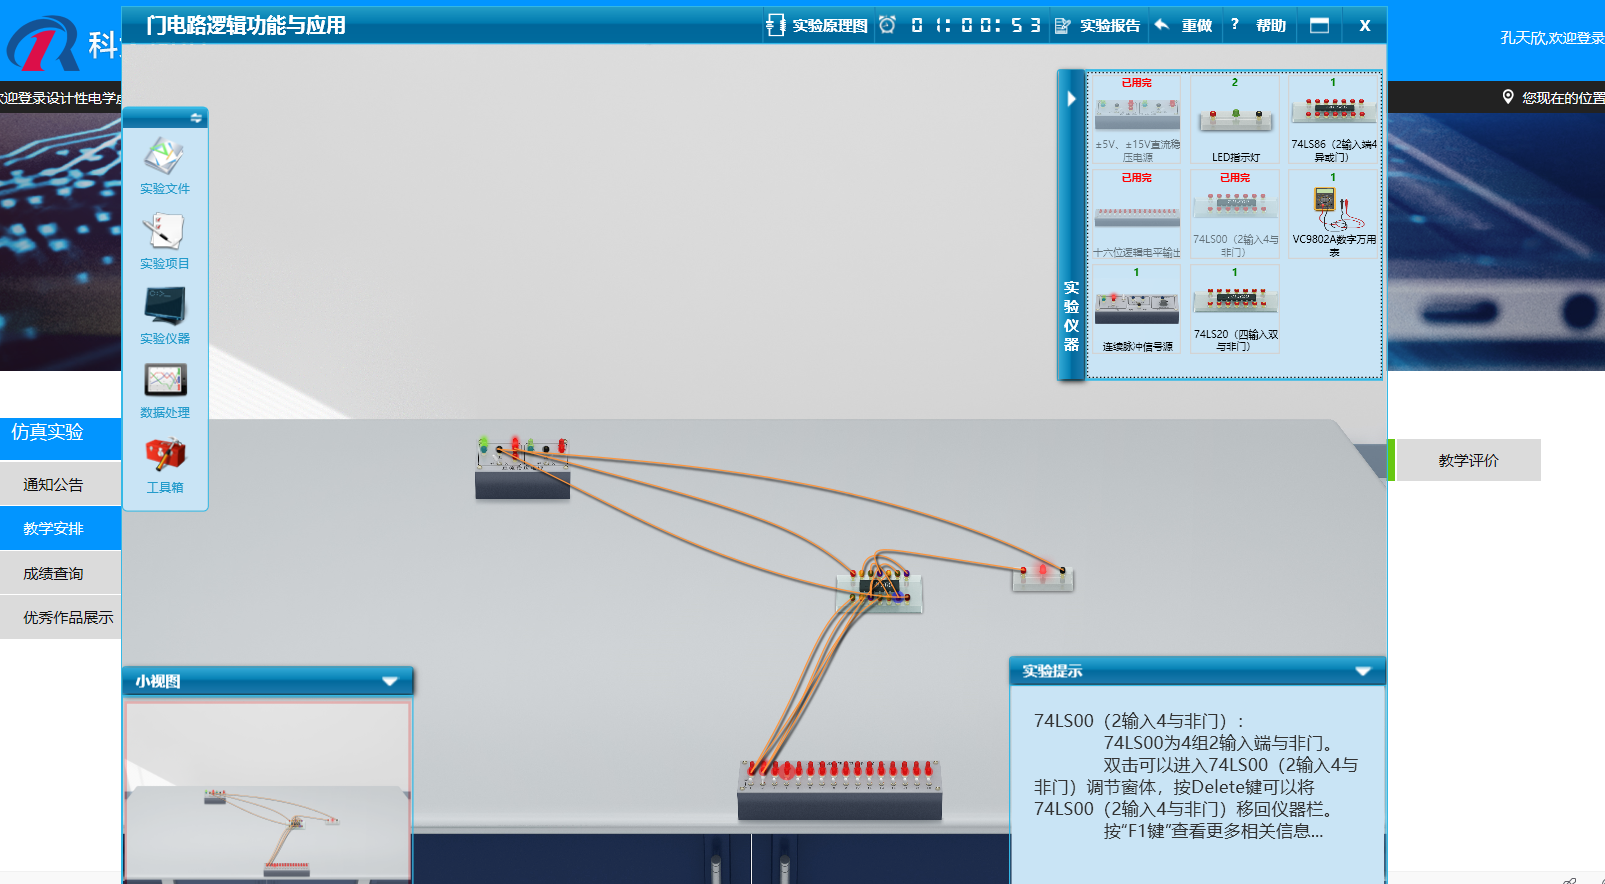 科
孔天欣,欢迎登录
欢迎登录设计性电学虚
您现在的位置
门电路逻辑功能与应用
实验原理图
01:00:53
实验报告
重做
?
帮助
X
实验文件
实验项目
实验仪器
数据处理
工具箱
实验仪器
已用完
±5V、±15V直流稳
压电源
2
LED指示灯
1
74LS86（2输入端4
异或门）
已用完
十六位逻辑电平输出
已用完
74LS00（2输入4与
非门）
1
VC9802A数字万用
表
1
连续脉冲信号源
1
74LS20（四输入双
与非门）
仿真实验
通知公告
教学安排
成绩查询
优秀作品展示
教学评价
小视图
实验提示
74LS00（2输入4与非门）:
74LS00为4组2输入端与非门。
双击可以进入74LS00（2输入4与
非门）调节窗体，按Delete键可以将
74LS00（2输入4与非门）移回仪器栏。
按“F1键”查看更多相关信息...